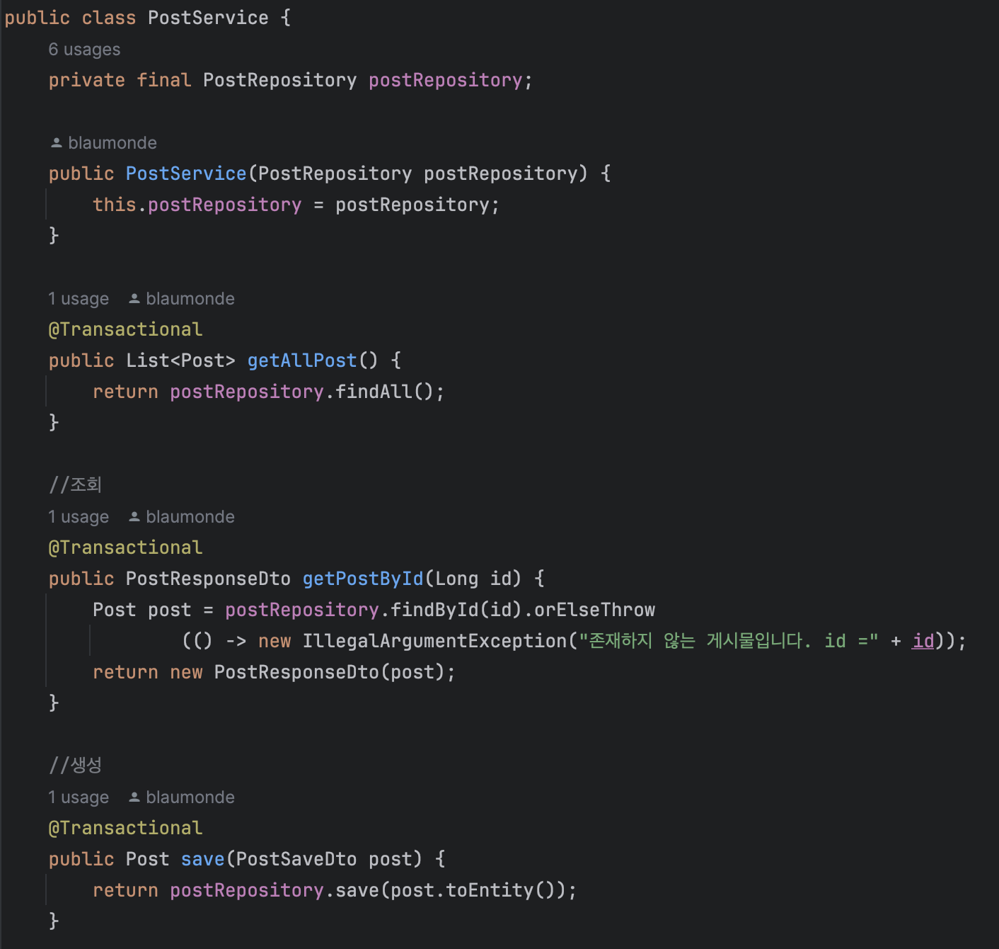 public class PostService {
6 usages
private final PostRepository postRepository;
blaumonde
public PostService(PostRepository postRepository) {
this.postRepository = postRepository;
}
1 usage blaumonde
@Transactional
public List<Post> getAllPost() {
return postRepository.findAll();
}
//조회
1 usage blaumonde
@Transactional
public PostResponseDto getPostById(Long id) {
Post post = postRepository.findById(id).orElseThrow
(() -> new IllegalArgumentException("존재하지 않는 게시물입니다. id =" + id));
return new PostResponseDto(post);
}
//생성
1 usage blaumonde
@Transactional
public Post save(PostSaveDto post) {
return postRepository.save(post.toEntity());
}